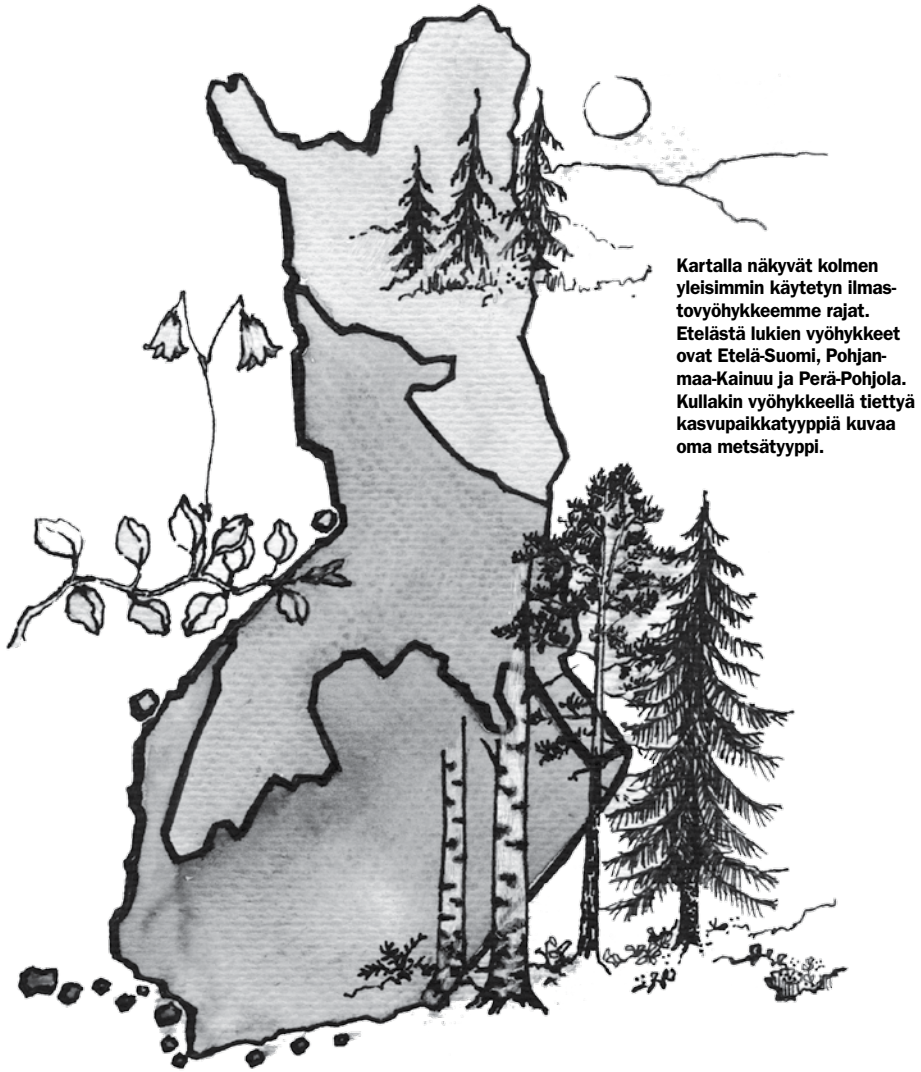 Kartalla näkyvät kolmen
yleisimmin käytetyn ilmas-
tovyöhykkeemme rajat.
Etelästä lukien vyöhykkeet
ovat Etelä-Suomi, Pohjan-
maa-Kainuu ja Perä-Pohjola.
Kullakin vyöhykkeellä tiettyä
kasvupaikkatyyppiä kuvaa
oma metsätyyppi.